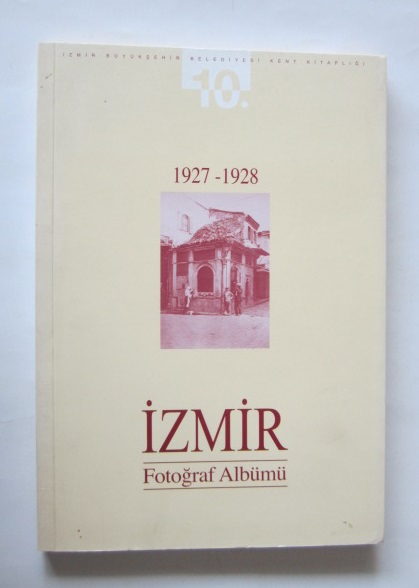 İZMİR BÜYÜKŞEHİR BELEDİYESİ KENT KİTAPLIĞI
10.
1927 -1928
İZMİR
Fotoğraf Albümü